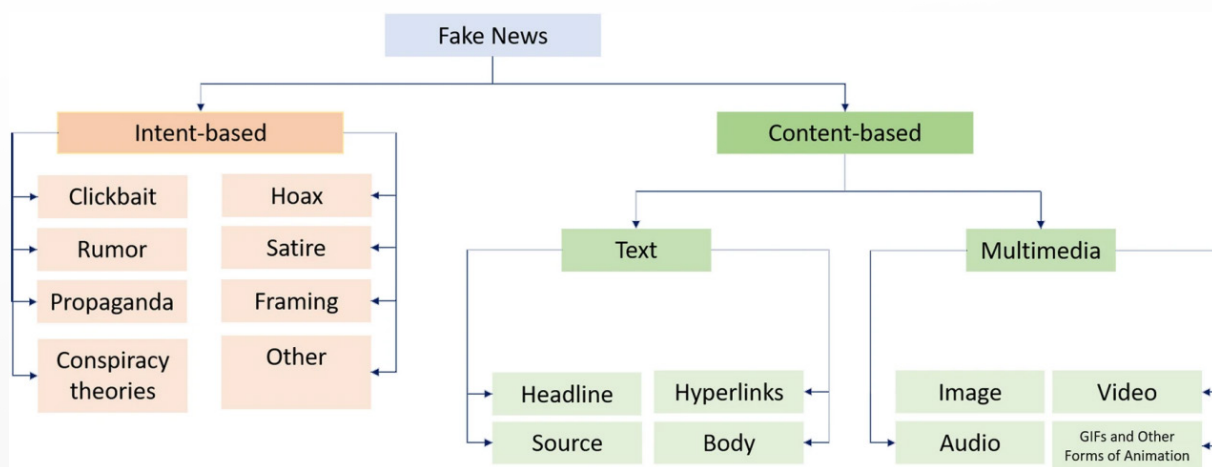 Fake News
Intent-based
Content-based
Clickbait
Hoax
Rumor
Satire
Propaganda
Framing
Conspiracy
theories
Other
Text
Multimedia
Headline
Hyperlinks
Source
Body
Image
Video
Audio
GIFs and Other
Forms of Animation